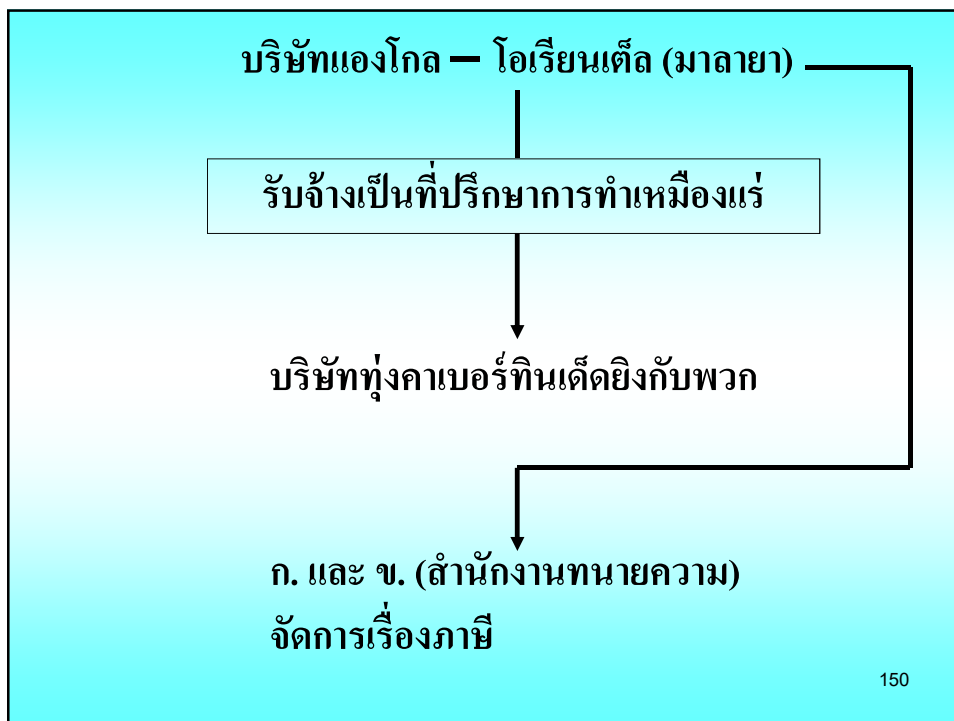 บริษัทแองโกล – โอเรียนเต็ล (มาลายา)
รับจ้างเป็นที่ปรึกษาการทำเหมืองแร่
บริษัททุ่งคาเบอร์ทินเด็ดยิงกับพวก
ก. และ ข. (สำนักงานทนายความ)
จัดการเรื่องภาษี
150